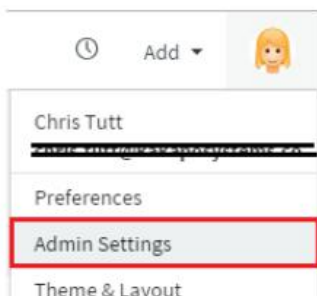 Add
Chris Tutt
Preferences
Admin Settings
Theme & Layout